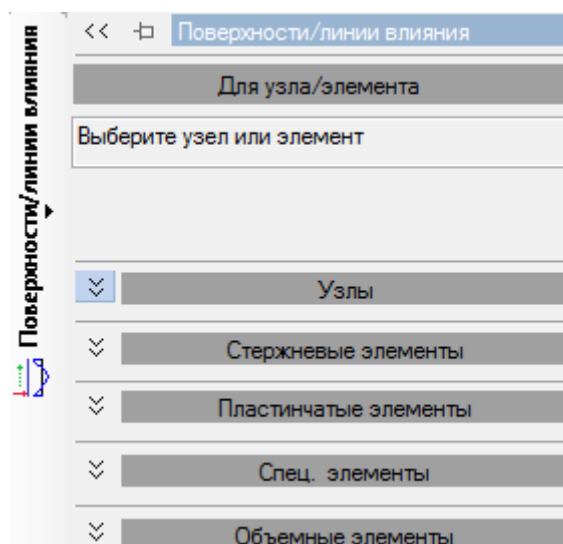 Поверхности/линии влияния
<< Поверхности/линии влияния
Для узла/элемента
Выберите узел или элемент
Узлы
Стержневые элементы
Пластинчатые элементы
Спец. элементы
Объемные элементы